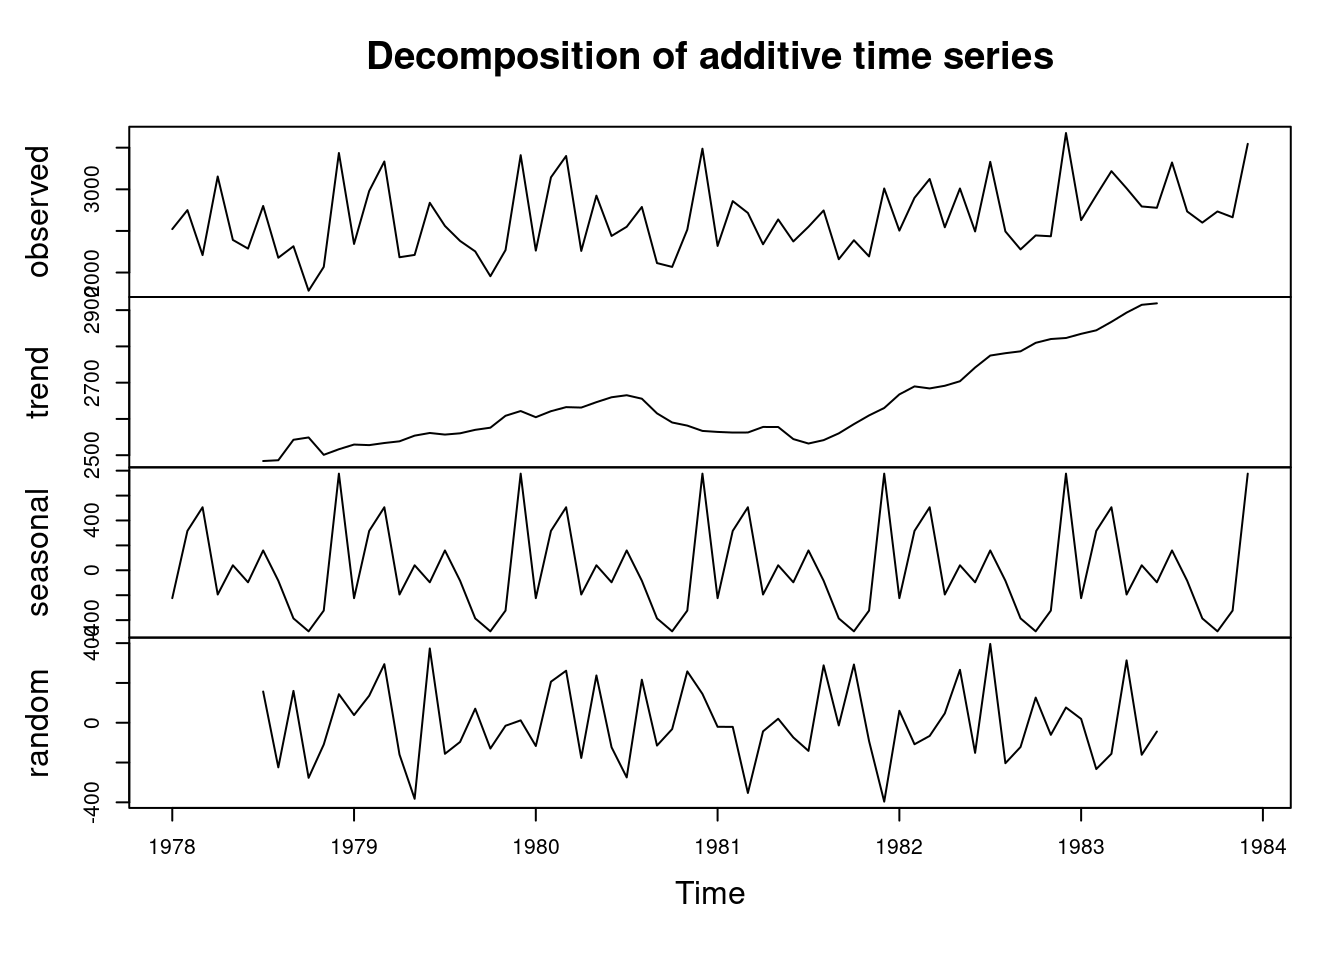 Decomposition of additive time series
observed
2000 3000
trend
2500 2700 2900
seasonal
-400 0 400
random
-400 0 400
1978 1979 1980 1981 1982 1983 1984
Time